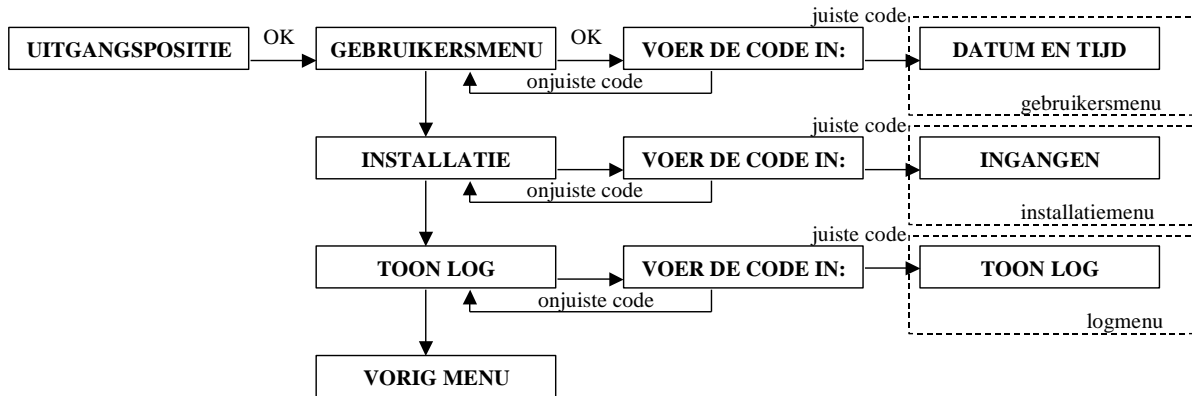 juiste code
UITGANGSPOSITIE OK GEBRUIKERSMENU OK VOER DE CODE IN: DATUM EN TIJD
onjuiste code
gebruikersmenu
juiste code
INSTALLATIE VOER DE CODE IN: INGANGEN
onjuiste code
installatiemenu
juiste code
TOON LOG VOER DE CODE IN: TOON LOG
onjuiste code
logmenu
VORIG MENU